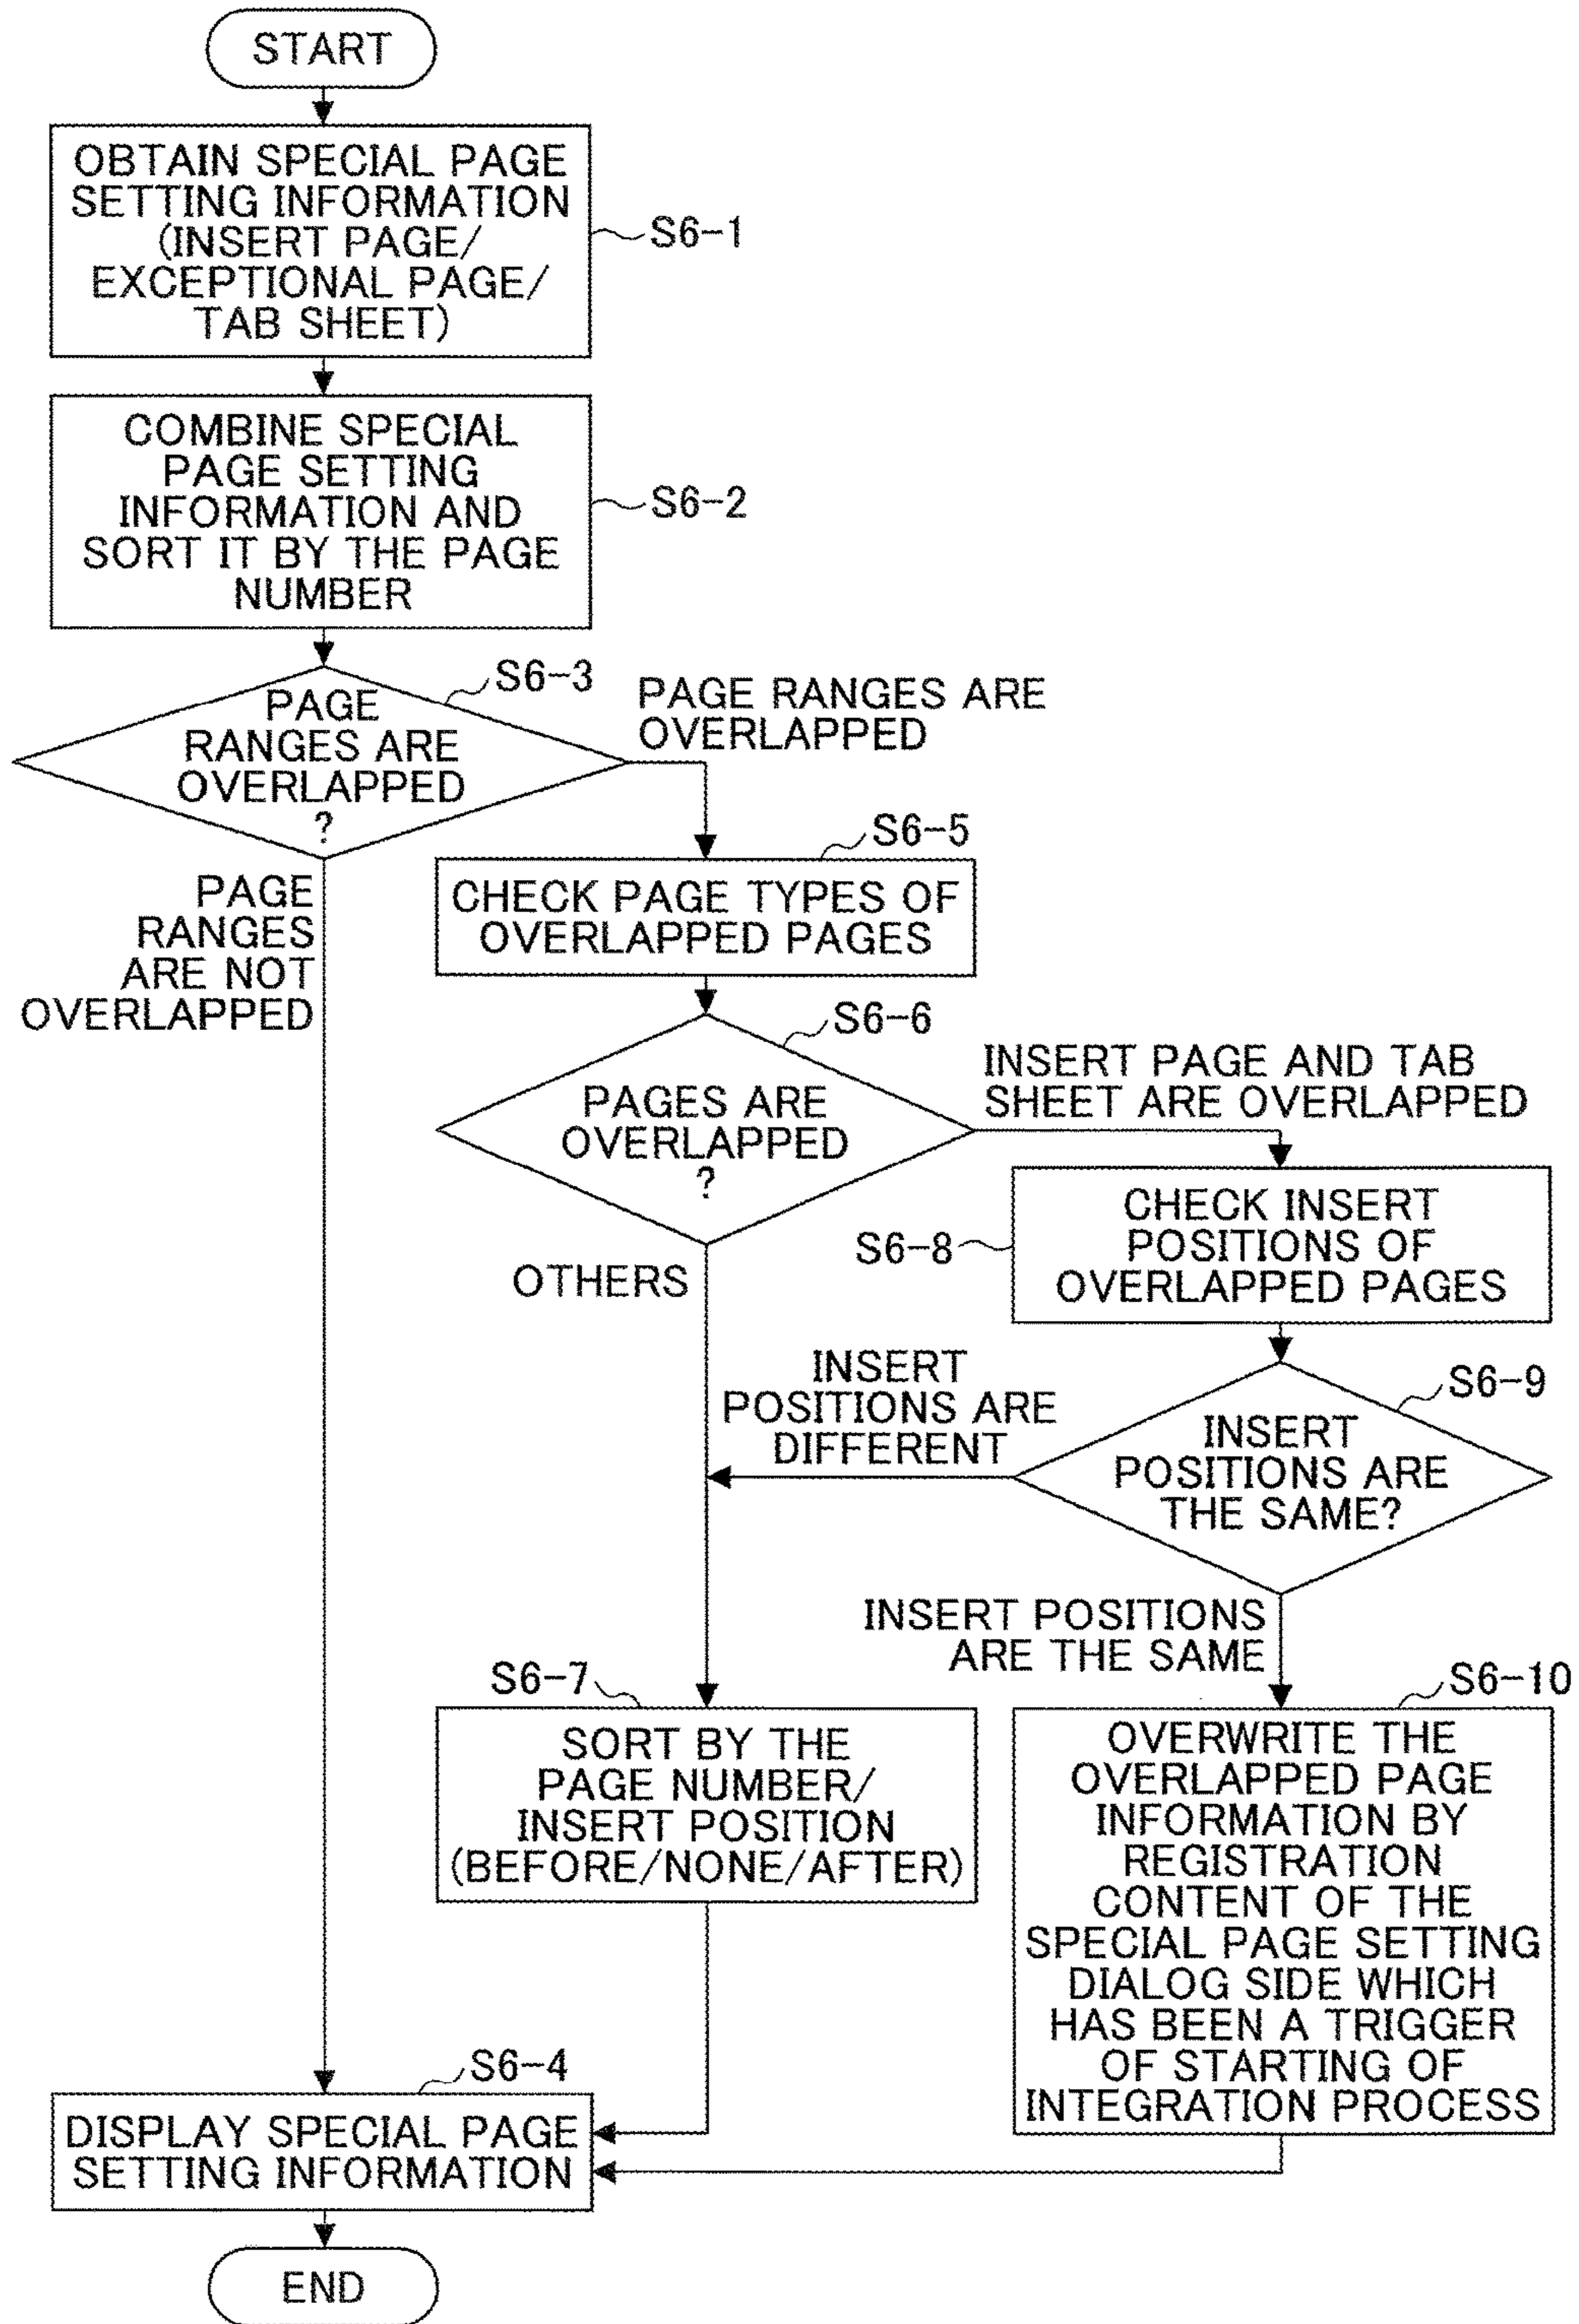 START
OBTAIN SPECIAL PAGE
SETTING INFORMATION
(INSERT PAGE/
EXCEPTIONAL PAGE/
TAB SHEET)
S6-1
COMBINE SPECIAL
PAGE SETTING
INFORMATION AND
SORT IT BY THE PAGE
NUMBER
S6-2
S6-3
PAGE
RANGES ARE
OVERLAPPED
?
PAGE RANGES ARE
OVERLAPPED
PAGE
RANGES
ARE NOT
OVERLAPPED
S6-5
CHECK PAGE TYPES OF
OVERLAPPED PAGES
S6-6
PAGES ARE
OVERLAPPED
?
INSERT PAGE AND TAB
SHEET ARE OVERLAPPED
OTHERS
S6-8
CHECK INSERT
POSITIONS OF
OVERLAPPED PAGES
INSERT
POSITIONS ARE
DIFFERENT
S6-9
INSERT
POSITIONS ARE
THE SAME?
INSERT POSITIONS
ARE THE SAME
S6-7
SORT BY THE
PAGE NUMBER/
INSERT POSITION
(BEFORE/NONE/AFTER)
S6-10
OVERWRITE THE
OVERLAPPED PAGE
INFORMATION BY
REGISTRATION
CONTENT OF THE
SPECIAL PAGE SETTING
DIALOG SIDE WHICH
HAS BEEN A TRIGGER
OF STARTING OF
INTEGRATION PROCESS
S6-4
DISPLAY SPECIAL PAGE
SETTING INFORMATION
END